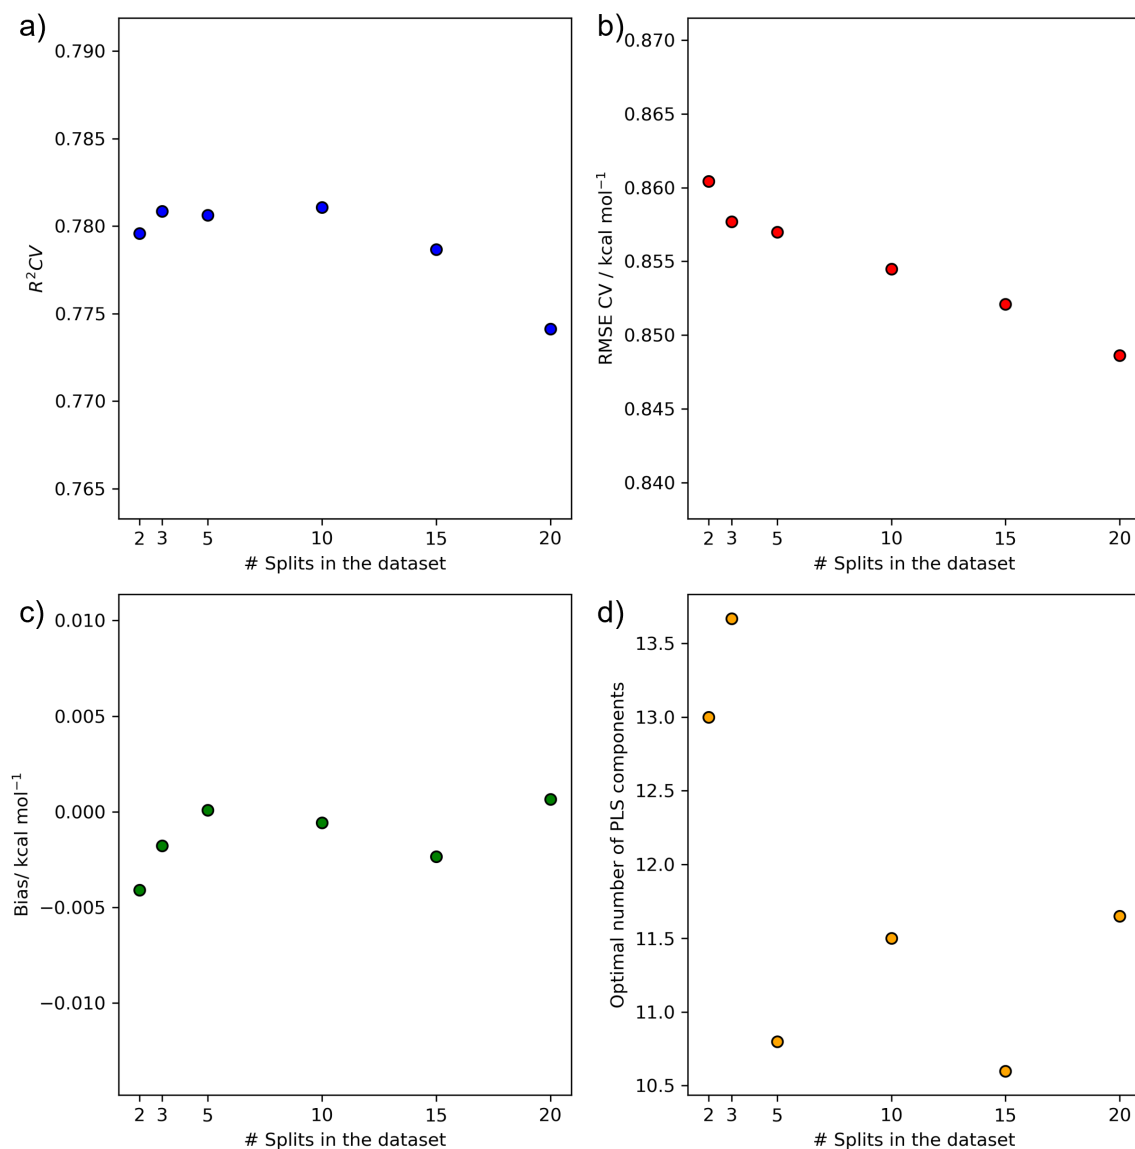 a)
0.790
0.785
0.780
0.775
0.770
0.765
R²CV
2 3 5 10 15 20
# Splits in the dataset
b)
0.870
0.865
0.860
0.855
0.850
0.845
0.840
RMSE CV / kcal mol⁻¹
2 3 5 10 15 20
# Splits in the dataset
c)
0.010
0.005
0.000
−0.005
−0.010
Bias/ kcal mol⁻¹
2 3 5 10 15 20
# Splits in the dataset
d)
13.5
13.0
12.5
12.0
11.5
11.0
10.5
Optimal number of PLS components
2 3 5 10 15 20
# Splits in the dataset